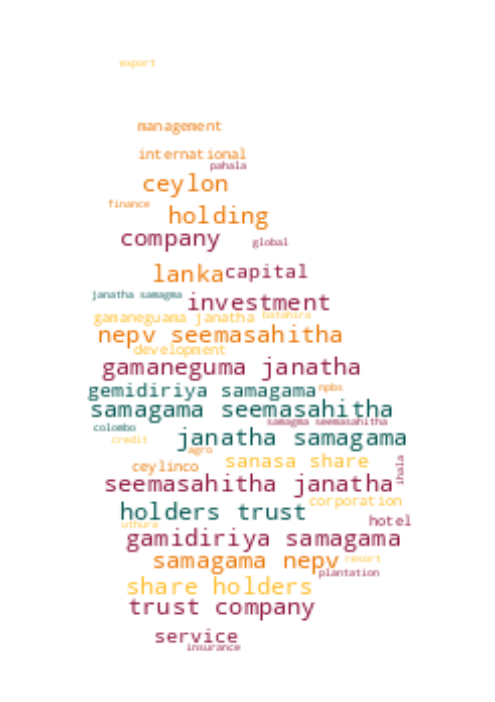 export
management
international
pahala
ceylon
finance
holding
company
global
lanka capital
janatha samagma
investment
gamaneguama janatha batahira
nepv seemasahitha
development
gamaneguma janatha
gemidiriya samagama npbs
samagama seemasahitha
samagma seemasahitha
colombo
janatha samagama
credit
agro
sanasa share
ceylinco
ihala
seemasahitha janatha
corporation
holders trust
hotel
uthura
gamidiriya samagama
samagama nepv resort
plantation
share holders
trust company
service
insurance